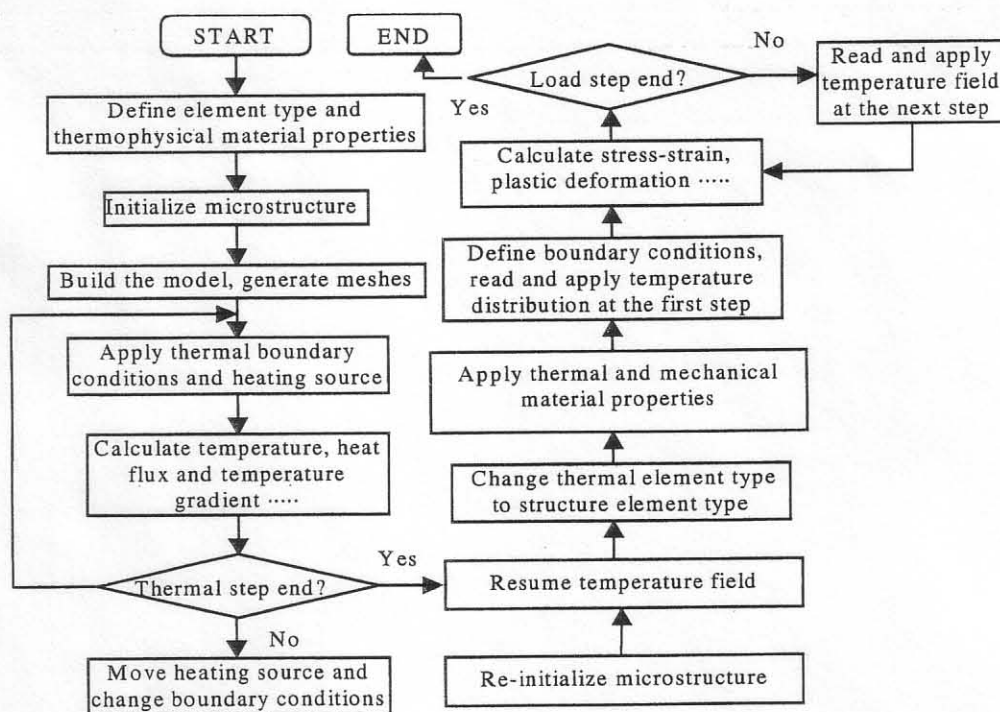 START
Define element type and
thermophysical material properties
Initialize microstructure
Build the model, generate meshes
Apply thermal boundary
conditions and heating source
Calculate temperature, heat
flux and temperature
gradient ·····
Thermal step end?
Yes
No
Move heating source and
change boundary conditions
Re-initialize microstructure
Resume temperature field
Change thermal element type
to structure element type
Apply thermal and mechanical
material properties
Define boundary conditions,
read and apply temperature
distribution at the first step
Calculate stress-strain,
plastic deformation ·····
Load step end?
No
Read and apply
temperature field
at the next step
Yes
END